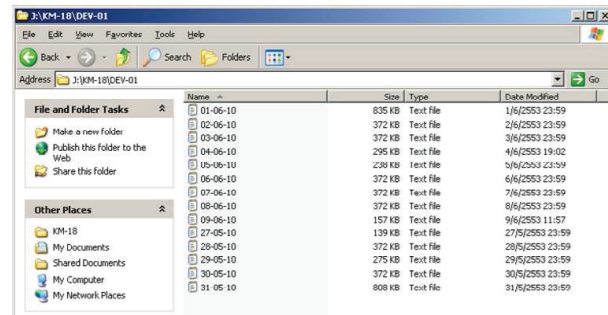 J:\KM-18\DEV-01
File Edit View Favorites Tools Help
Back Search Folders
Address J:\KM-18\DEV-01 Go
File and Folder Tasks
Make a new folder
Publish this folder to the
Web
Share this folder
Other Places
KM-18
My Documents
Shared Documents
My Computer
My Network Places
Name Size Type Date Modified
01-06-10 835 KB Text file 1/6/2553 23:59
02-06-10 372 KB Text file 2/6/2553 23:59
03-06-10 372 KB Text file 3/6/2553 23:59
04-06-10 295 KB Text file 4/6/2553 19:02
05-06-10 238 KB Text file 5/6/2553 23:59
06-06-10 372 KB Text file 6/6/2553 23:59
07-06-10 372 KB Text file 7/6/2553 23:59
08-06-10 372 KB Text file 8/6/2553 23:59
09-06-10 157 KB Text file 9/6/2553 11:57
27-05-10 139 KB Text file 27/5/2553 23:59
28-05-10 372 KB Text file 28/5/2553 23:59
29-05-10 275 KB Text file 29/5/2553 23:59
30-05-10 372 KB Text file 30/5/2553 23:59
31-05-10 808 KB Text file 31/5/2553 23:59